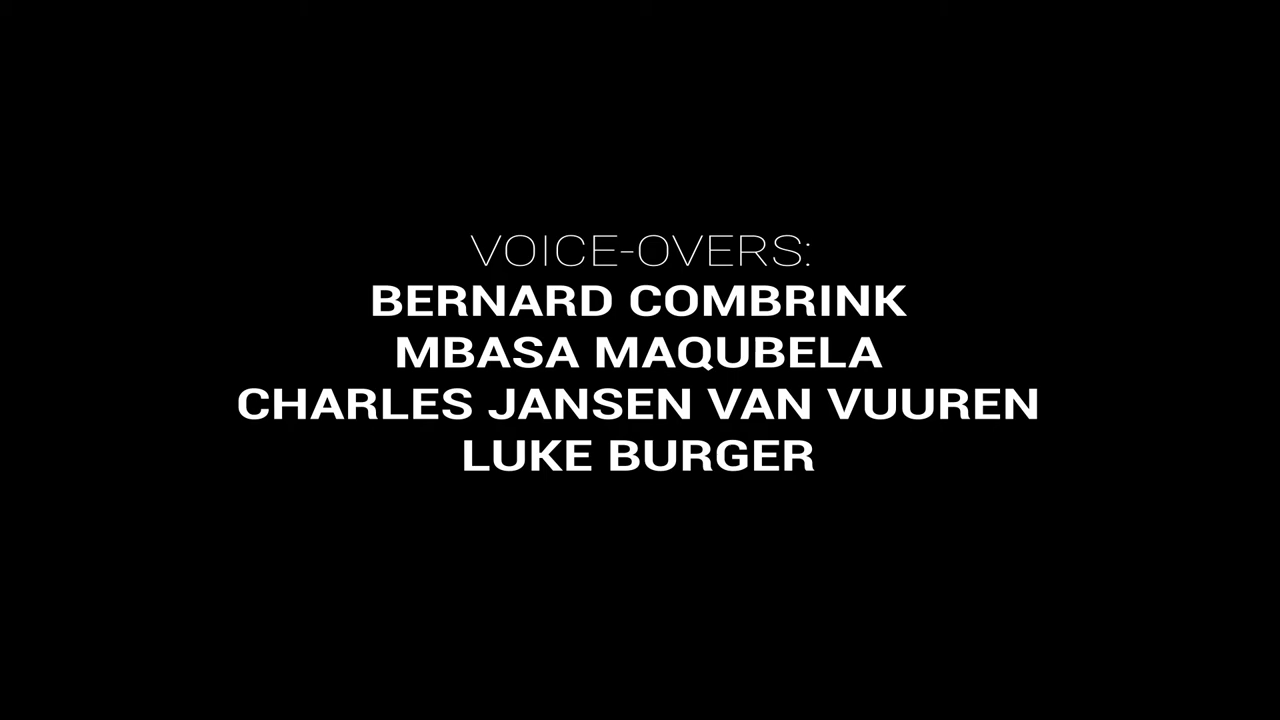 VOICE-OVERS:
BERNARD COMBRINK
MBASA MAQUBELA
CHARLES JANSEN VAN VUUREN
LUKE BURGER